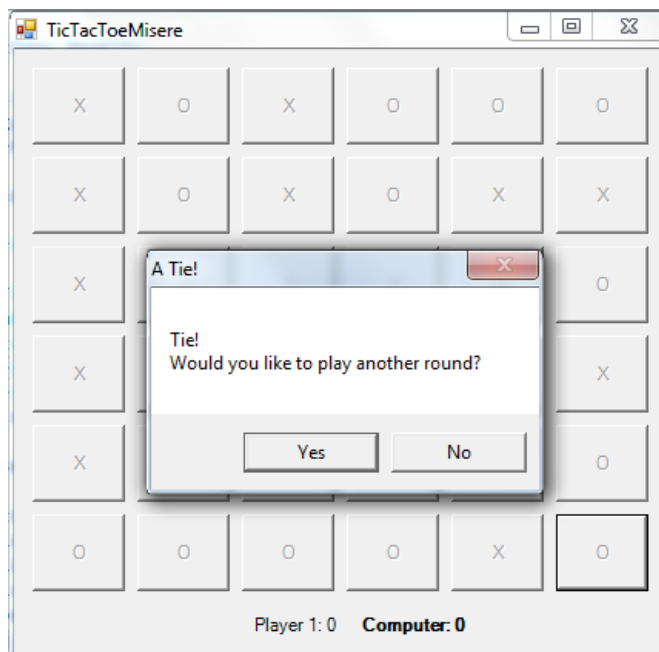 TicTacToeMisere
X O X O O O
X O X O X X
X O
A Tie!
Tie!
Would you like to play another round?
X X
Yes No
X O
O O O O X O
Player 1: 0 Computer: 0